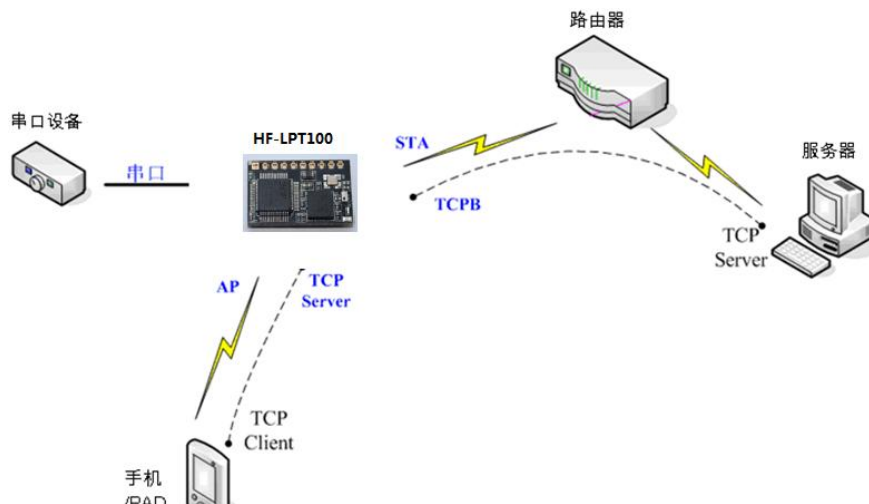 路由器
串口设备
HF-LPT100
STA
服务器
串口
TCPB
TCP
Server
AP
TCP
Server
TCP
Client
手机
/PAD